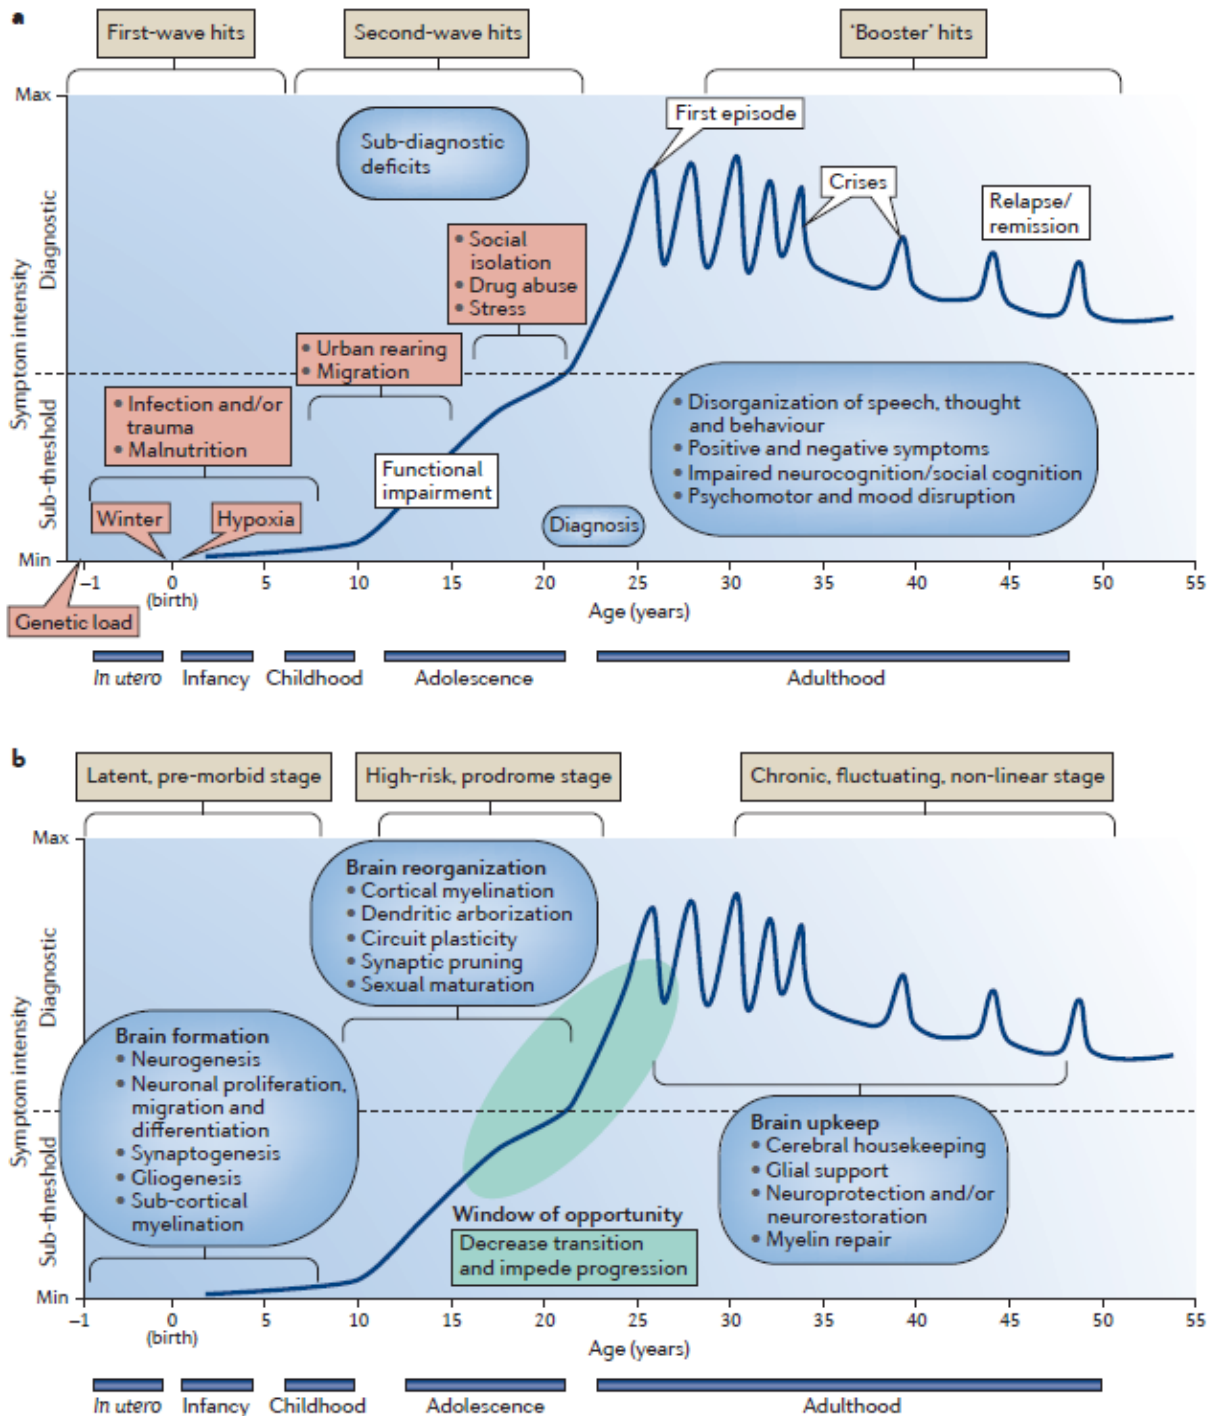 a
First-wave hits
Second-wave hits
‘Booster’ hits
Max
Diagnostic
Sub-threshold
Symptom intensity
Min
Sub-diagnostic
deficits
First episode
Crises
Relapse/
remission
• Social
isolation
• Drug abuse
• Stress
• Urban rearing
• Migration
• Infection and/or
trauma
• Malnutrition
Winter
Hypoxia
Functional
impairment
Diagnosis
• Disorganization of speech, thought
and behaviour
• Positive and negative symptoms
• Impaired neurocognition/social cognition
• Psychomotor and mood disruption
–1 0 5 10 15 20 25 30 35 40 45 50 55
(birth)
Age (years)
Genetic load
In utero Infancy Childhood Adolescence Adulthood
b
Latent, pre-morbid stage
High-risk, prodrome stage
Chronic, fluctuating, non-linear stage
Max
Diagnostic
Sub-threshold
Symptom intensity
Min
Brain reorganization
• Cortical myelination
• Dendritic arborization
• Circuit plasticity
• Synaptic pruning
• Sexual maturation
Brain formation
• Neurogenesis
• Neuronal proliferation,
migration and
differentiation
• Synaptogenesis
• Gliogenesis
• Sub-cortical
myelination
Window of opportunity
Decrease transition
and impede progression
Brain upkeep
• Cerebral housekeeping
• Glial support
• Neuroprotection and/or
neurorestoration
• Myelin repair
–1 0 5 10 15 20 25 30 35 40 45 50 55
(birth)
Age (years)
In utero Infancy Childhood Adolescence Adulthood